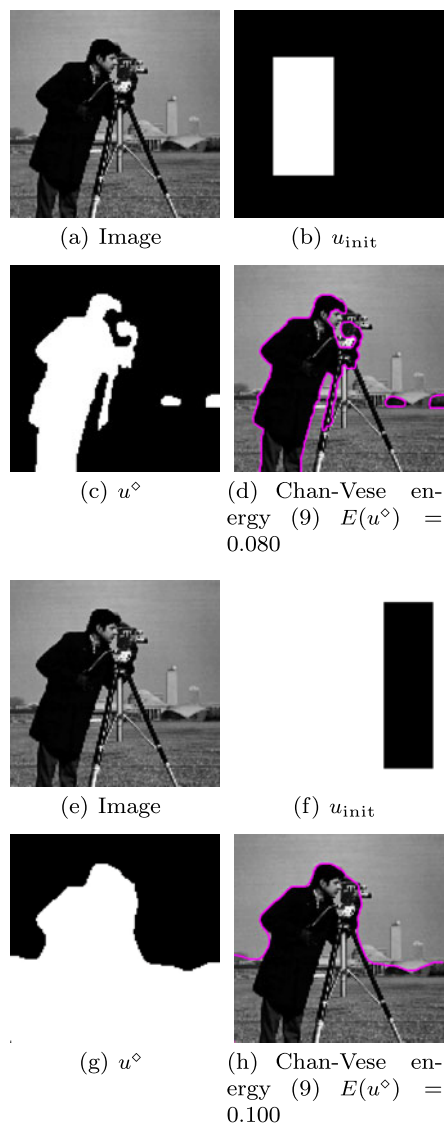 (a) Image
(b) u_init
(c) u^⋄
(d) Chan-Vese en-
ergy (9) E(u^⋄) =
0.080
(e) Image
(f) u_init
(g) u^⋄
(h) Chan-Vese en-
ergy (9) E(u^⋄) =
0.100